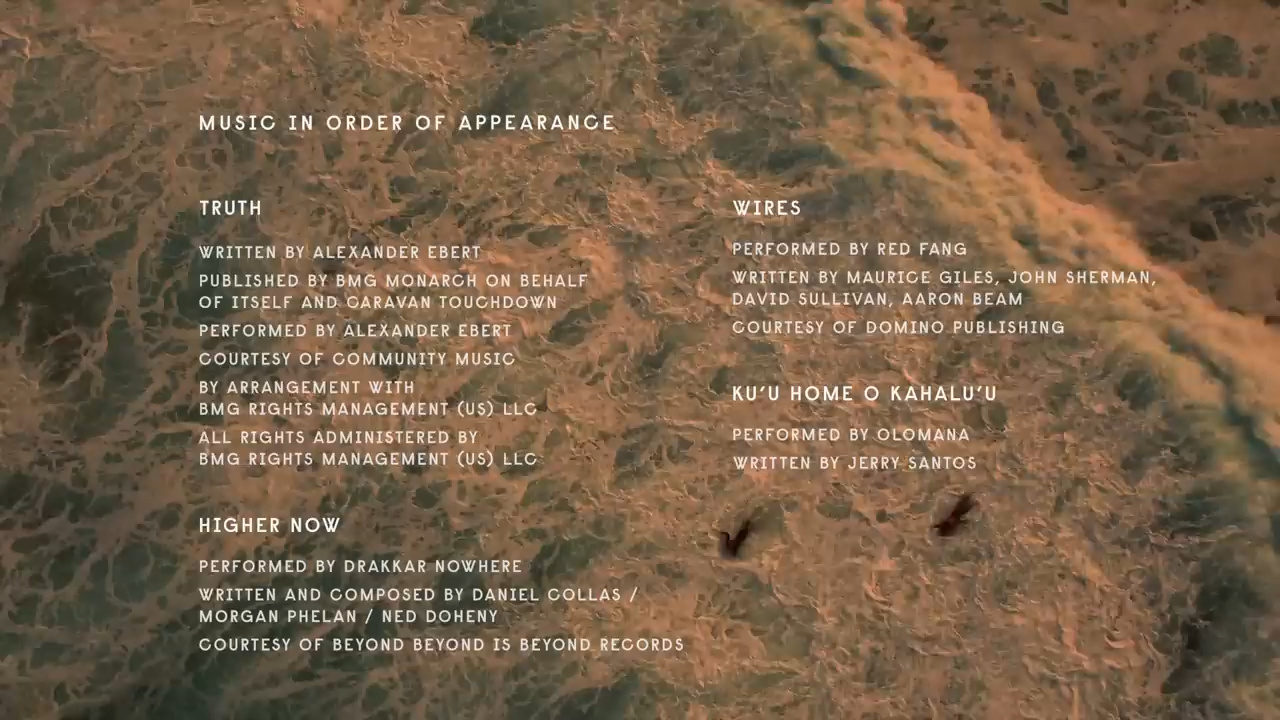 MUSIC IN ORDER OF APPEARANCE
TRUTH
WRITTEN BY ALEXANDER EBERT
PUBLISHED BY BMG MONARCH ON BEHALF
OF ITSELF AND CARAVAN TOUCHDOWN
PERFORMED BY ALEXANDER EBERT
COURTESY OF COMMUNITY MUSIC
BY ARRANGEMENT WITH
BMG RIGHTS MANAGEMENT (US) LLC
ALL RIGHTS ADMINISTERED BY
BMG RIGHTS MANAGEMENT (US) LLC
HIGHER NOW
PERFORMED BY DRAKKAR NOWHERE
WRITTEN AND COMPOSED BY DANIEL COLLAS /
MORGAN PHELAN / NED DOHENY
COURTESY OF BEYOND BEYOND IS BEYOND RECORDS
WIRES
PERFORMED BY RED FANG
WRITTEN BY MAURICE GILES, JOHN SHERMAN,
DAVID SULLIVAN, AARON BEAM
COURTESY OF DOMINO PUBLISHING
KU'U HOME O KAHALU'U
PERFORMED BY OLOMANA
WRITTEN BY JERRY SANTOS